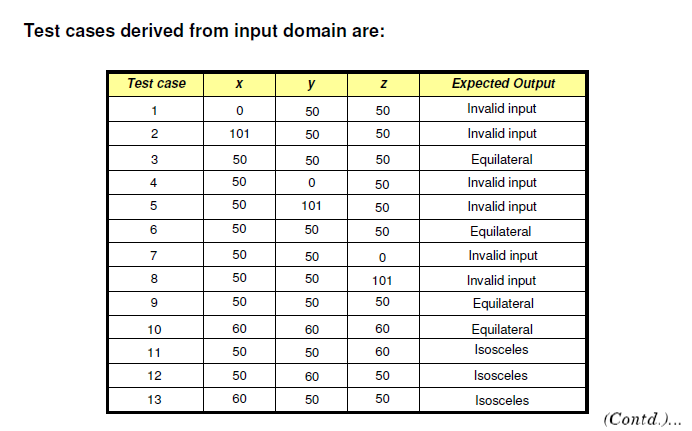 Test cases derived from input domain are:
Test case x y z Expected Output
1 0 50 50 Invalid input
2 101 50 50 Invalid input
3 50 50 50 Equilateral
4 50 0 50 Invalid input
5 50 101 50 Invalid input
6 50 50 50 Equilateral
7 50 50 0 Invalid input
8 50 50 101 Invalid input
9 50 50 50 Equilateral
10 60 60 60 Equilateral
11 50 50 60 Isosceles
12 50 60 50 Isosceles
13 60 50 50 Isosceles
(Contd.)...